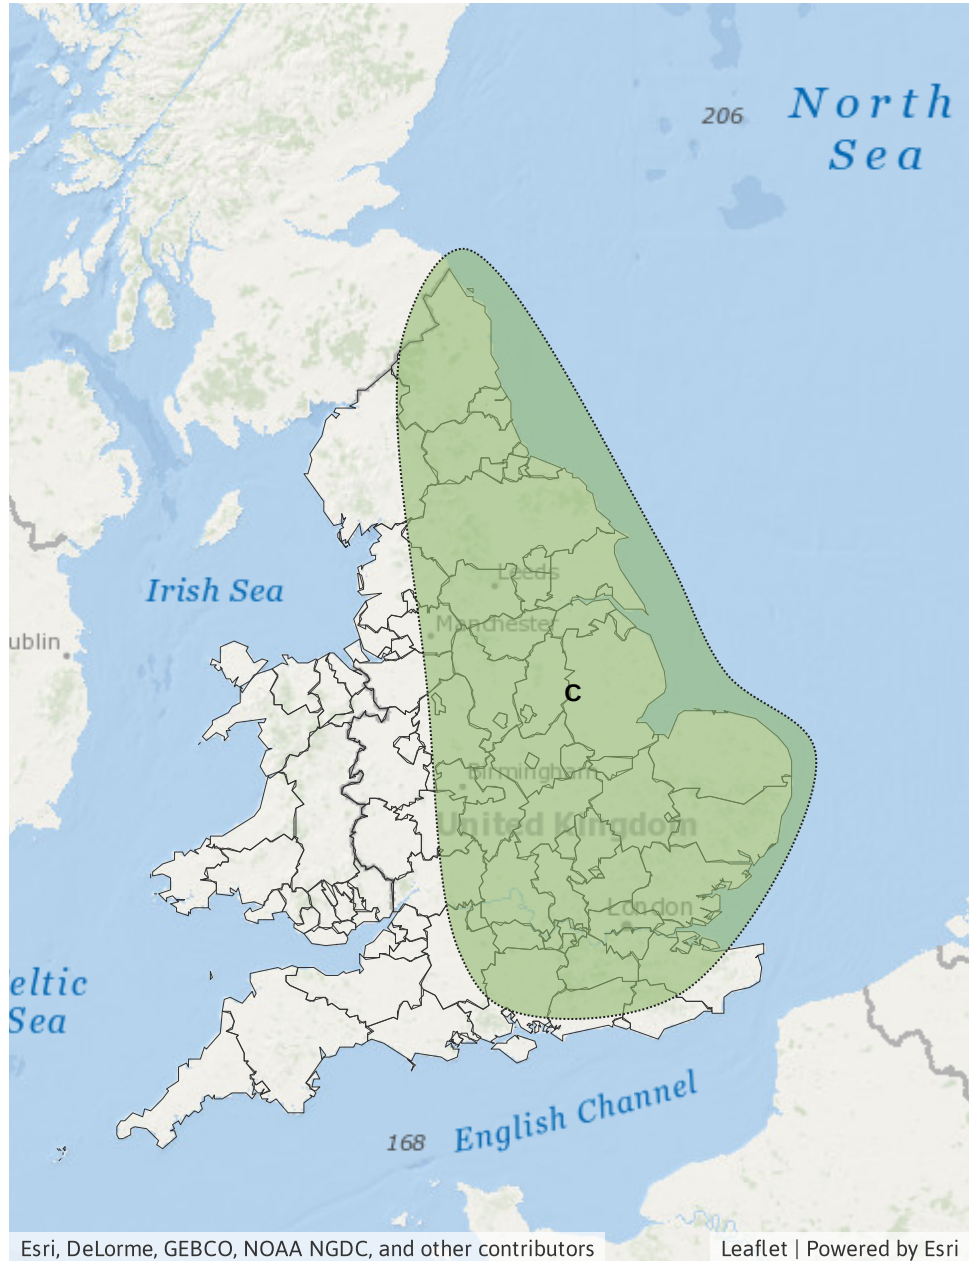 North
Sea
206
Leeds
Irish Sea
Manchester
ublin
C
Birmingham
United Kingdom
London
eltic
Sea
English Channel
168
Esri, DeLorme, GEBCO, NOAA NGDC, and other contributors
Leaflet | Powered by Esri